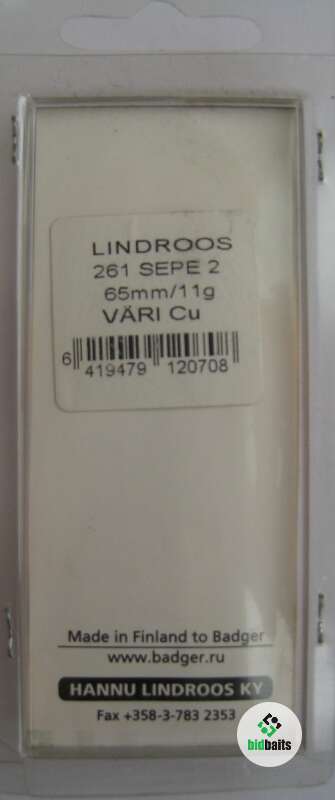 LINDROOS
261 SEPE 2
65mm/11g
VÄRI Cu
6 419479 120708
Made in Finland to Badger
www.badger.ru
HANNU LINDROOS KY
Fax +358-3-783 2353
bidbaits